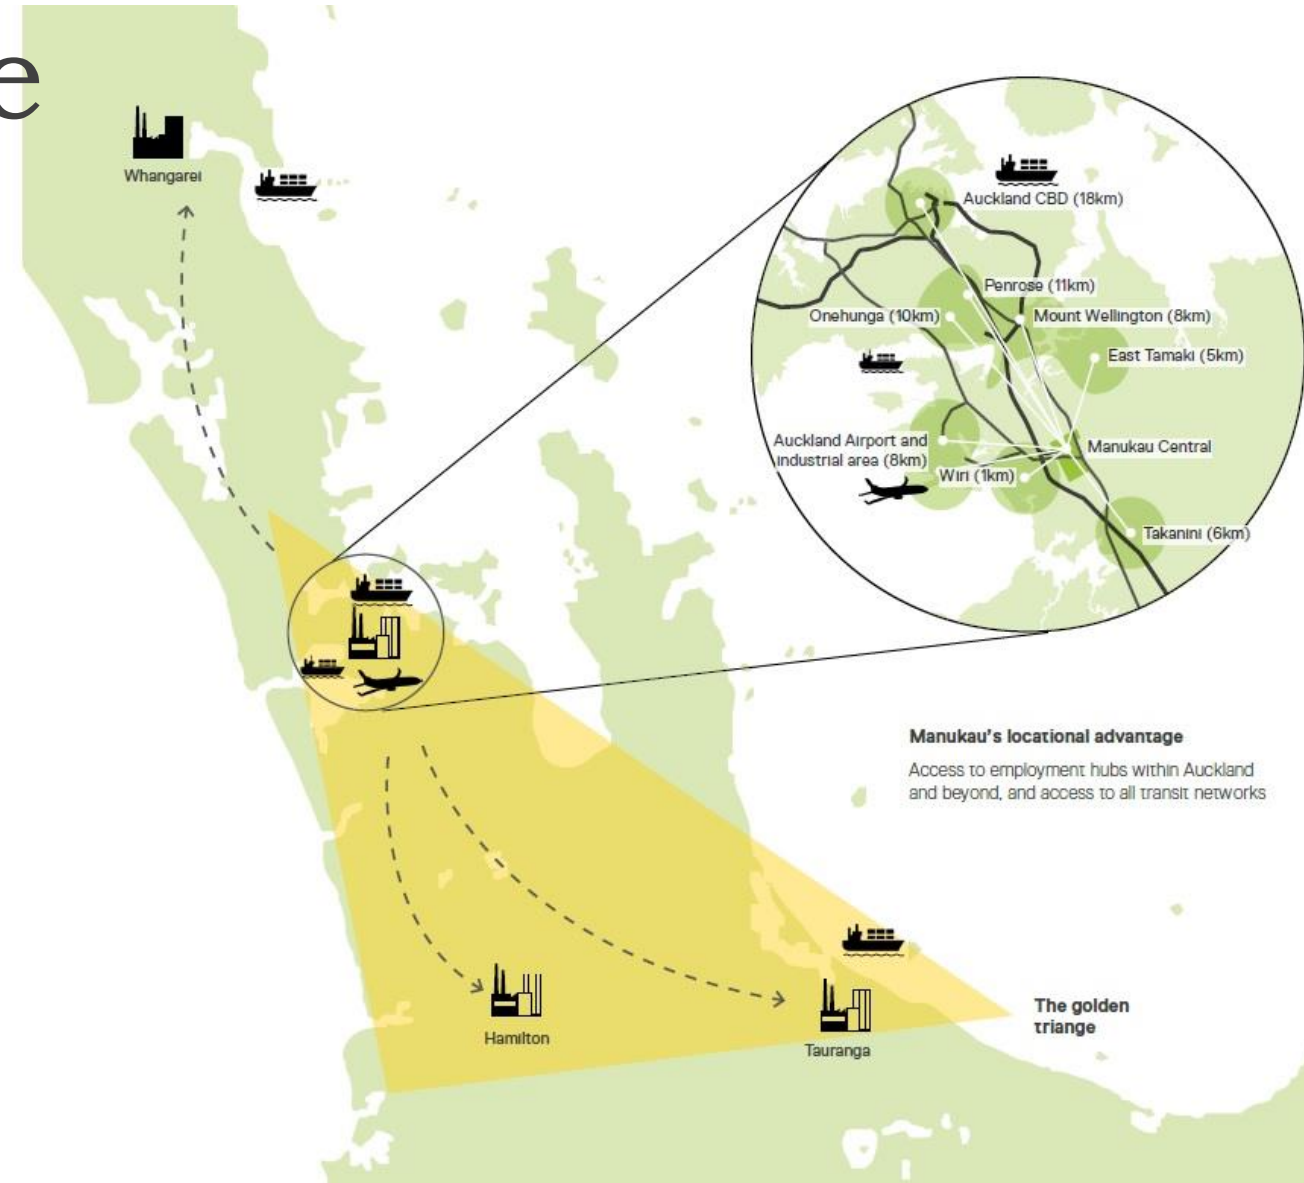 e
Whangarei
Auckland CBD (18km)
Penrose (11km)
Onehunga (10km)
Mount Wellington (8km)
East Tamaki (5km)
Auckland Airport and
industrial area (8km)
Manukau Central
Wiri (1km)
Takanini (6km)
Manukau's locational advantage
Access to employment hubs within Auckland
and beyond, and access to all transit networks
The golden
triange
Hamilton
Tauranga